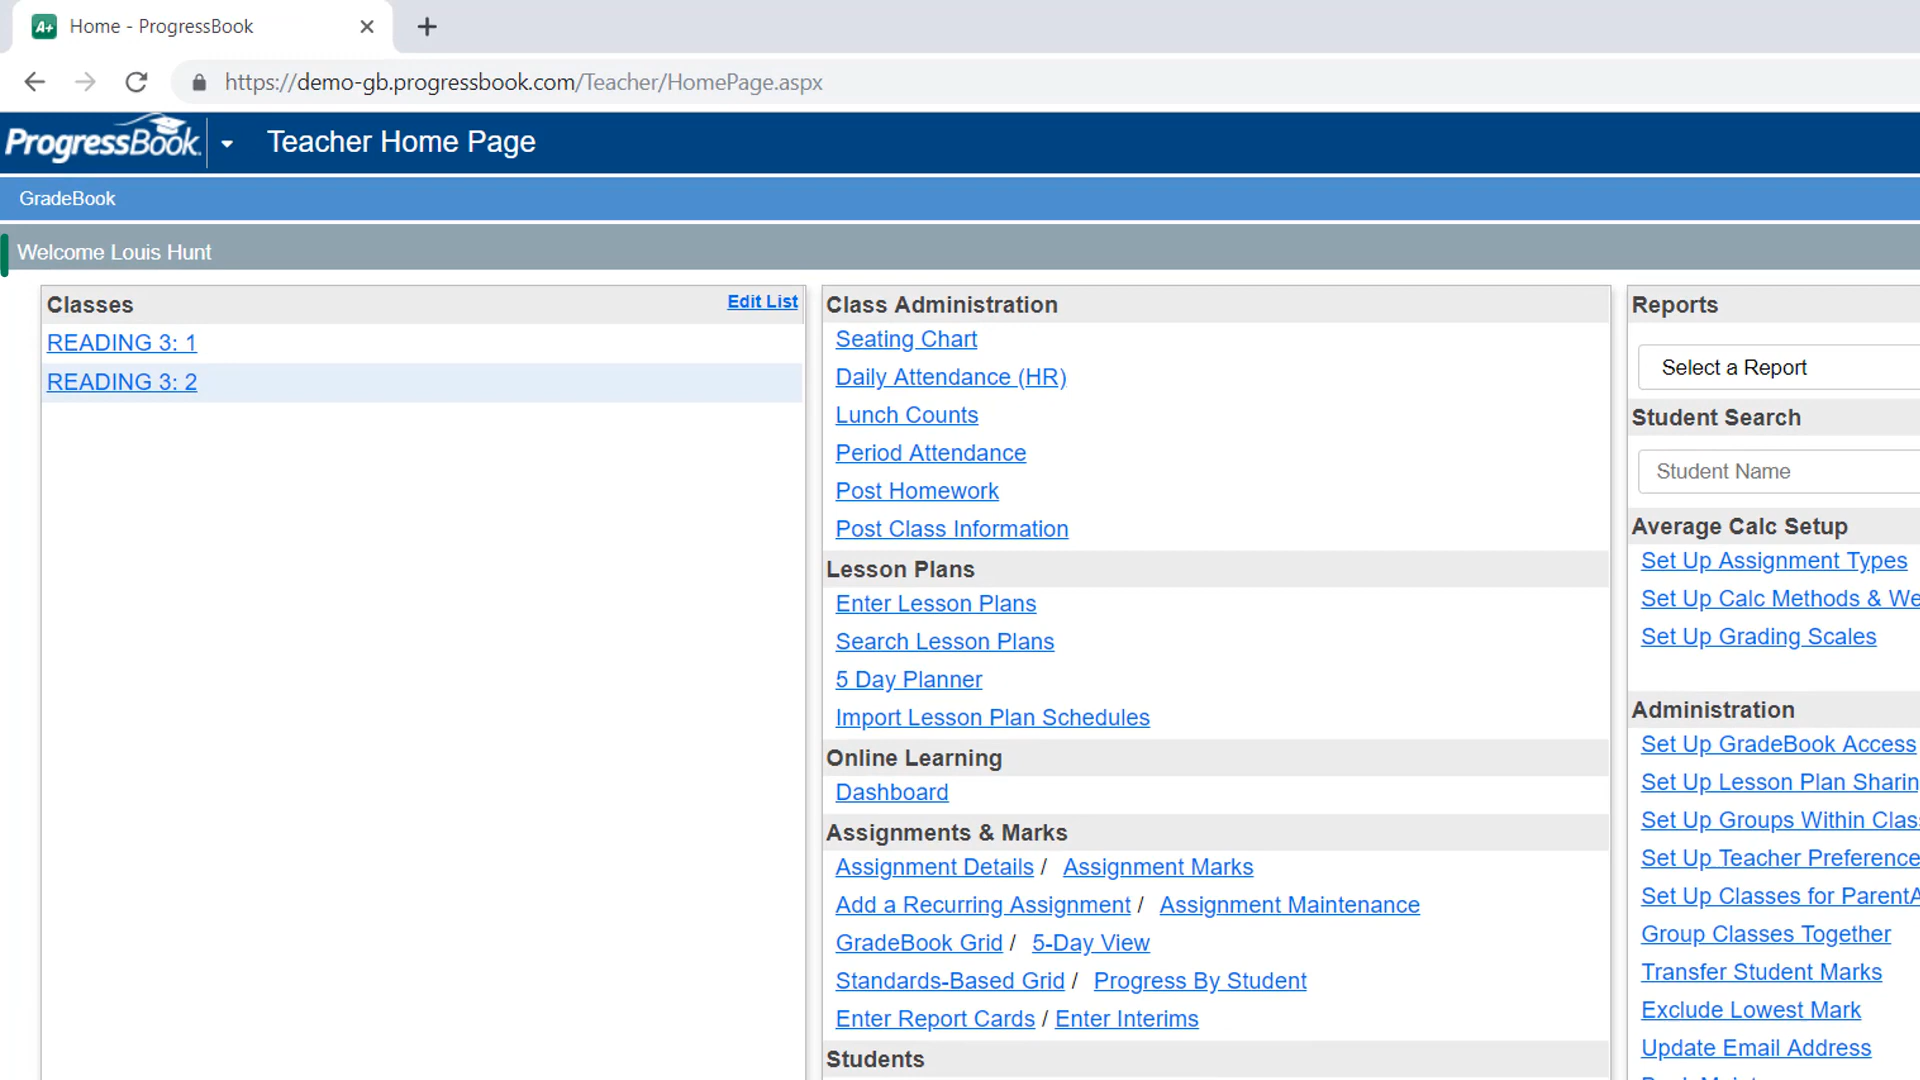 A+ Home - ProgressBook
https://demo-gb.progressbook.com/Teacher/HomePage.aspx
ProgressBook. Teacher Home Page
GradeBook
Welcome Louis Hunt
Classes
Edit List
READING 3: 1
READING 3: 2
Class Administration
Seating Chart
Daily Attendance (HR)
Lunch Counts
Period Attendance
Post Homework
Post Class Information
Lesson Plans
Enter Lesson Plans
Search Lesson Plans
5 Day Planner
Import Lesson Plan Schedules
Online Learning
Dashboard
Assignments & Marks
Assignment Details / Assignment Marks
Add a Recurring Assignment / Assignment Maintenance
GradeBook Grid / 5-Day View
Standards-Based Grid / Progress By Student
Enter Report Cards / Enter Interims
Students
Reports
Select a Report
Student Search
Student Name
Average Calc Setup
Set Up Assignment Types
Set Up Calc Methods & We
Set Up Grading Scales
Administration
Set Up GradeBook Access
Set Up Lesson Plan Sharin
Set Up Groups Within Clas
Set Up Teacher Preference
Set Up Classes for ParentA
Group Classes Together
Transfer Student Marks
Exclude Lowest Mark
Update Email Address